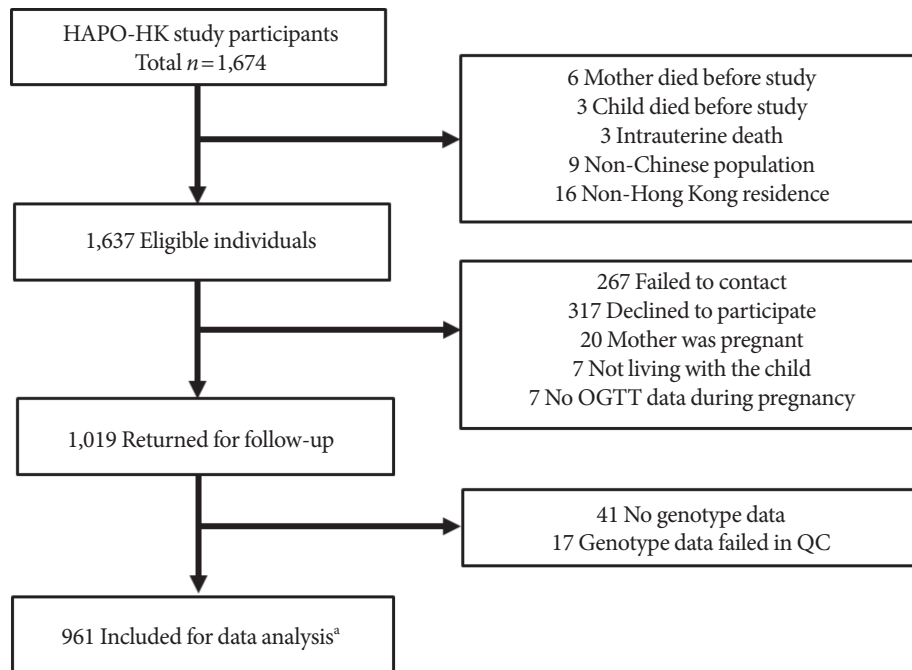 HAPO-HK study participants
Total n=1,674
6 Mother died before study
3 Child died before study
3 Intrauterine death
9 Non-Chinese population
16 Non-Hong Kong residence
1,637 Eligible individuals
267 Failed to contact
317 Declined to participate
20 Mother was pregnant
7 Not living with the child
7 No OGTT data during pregnancy
1,019 Returned for follow-up
41 No genotype data
17 Genotype data failed in QC
961 Included for data analysisᵃ